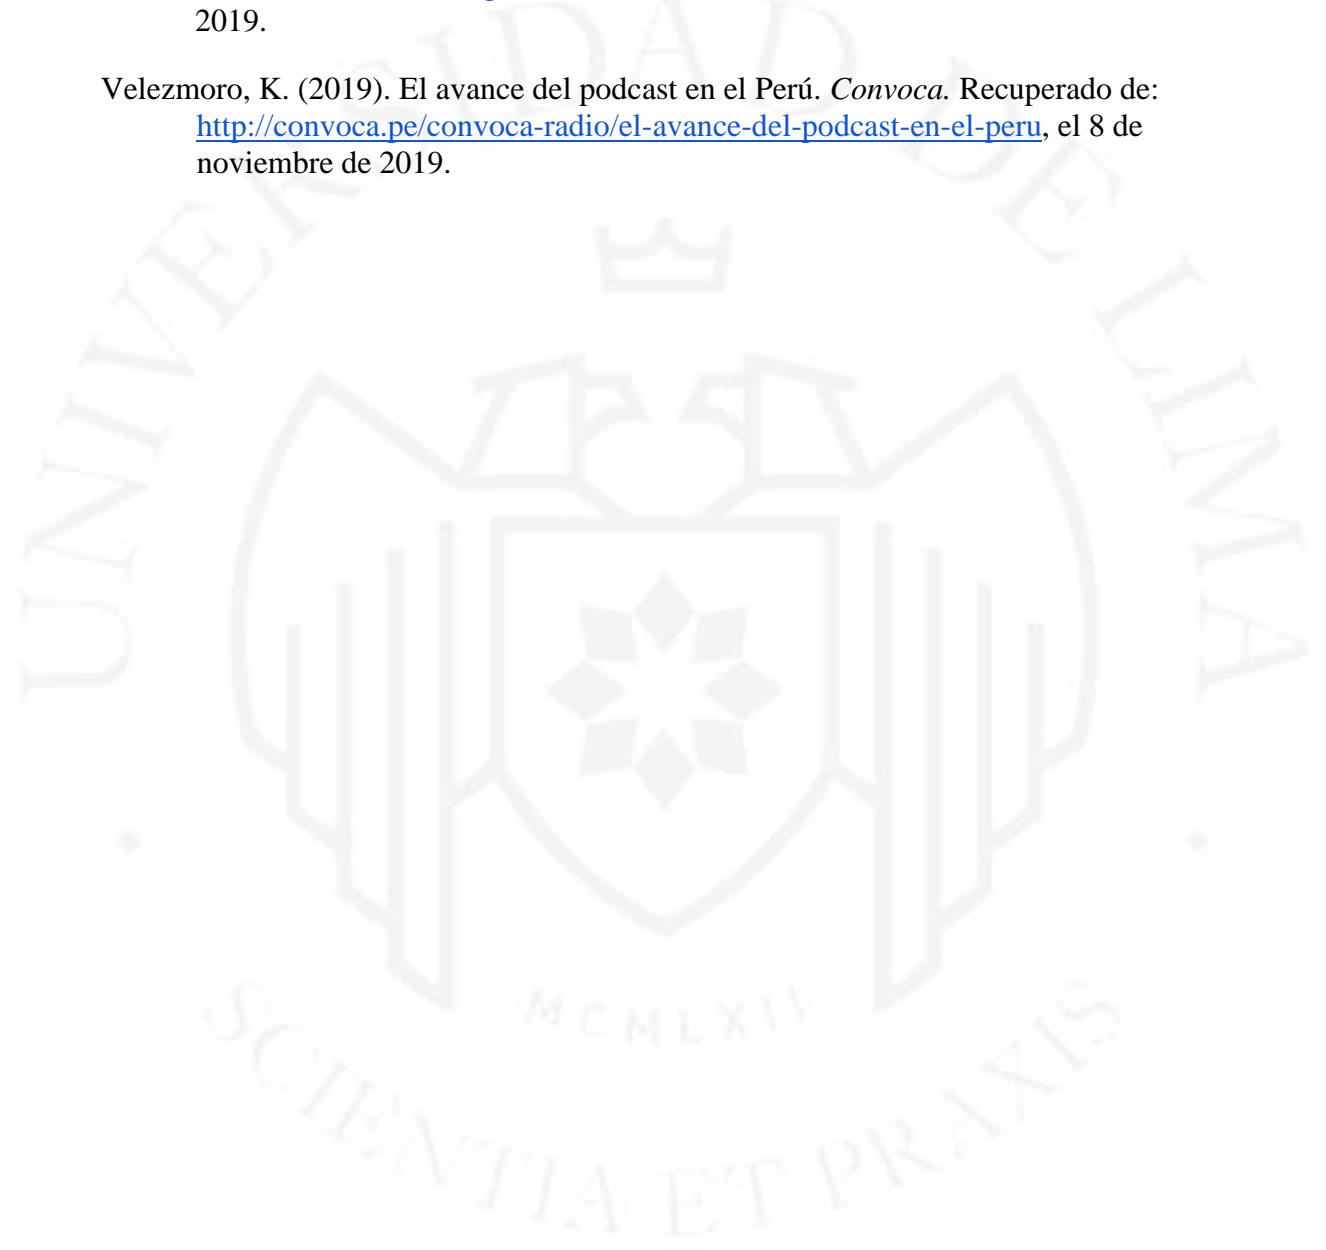 2019.
Velezmoro, K. (2019). El avance del podcast en el Perú. Convoca. Recuperado de:
http://convoca.pe/convoca-radio/el-avance-del-podcast-en-el-peru, el 8 de
noviembre de 2019.
UNIVERSIDAD DE LIMA
MCMLXII
SCIENTIA ET PRAXIS